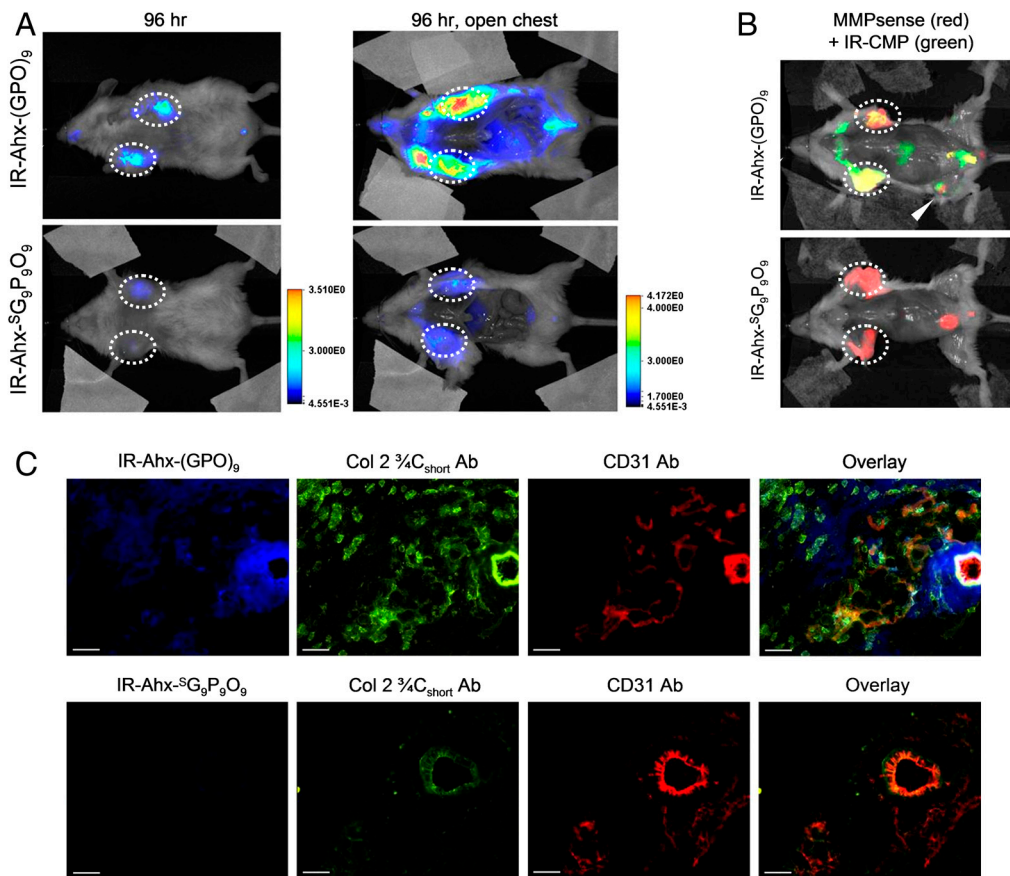 A
96 hr
96 hr, open chest
IR-Ahx-(GPO)₉
IR-Ahx-ˢG₉P₉O₉
3.510E0
3.000E0
4.551E-3
4.172E0
4.000E0
3.000E0
1.700E0
4.551E-3
B
MMPsense (red)
+ IR-CMP (green)
IR-Ahx-(GPO)₉
IR-Ahx-ˢG₉P₉O₉
C
IR-Ahx-(GPO)₉
Col 2 ¾C_short Ab
CD31 Ab
Overlay
IR-Ahx-ˢG₉P₉O₉
Col 2 ¾C_short Ab
CD31 Ab
Overlay